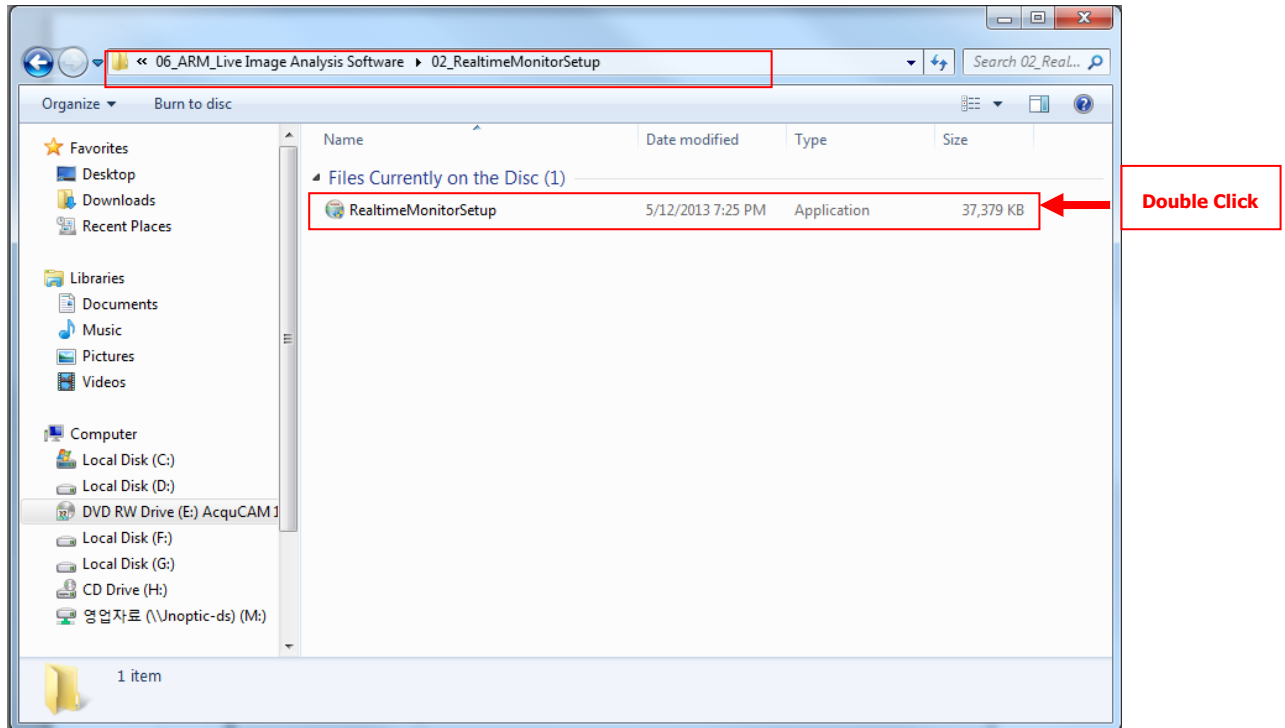 « 06_ARM_Live Image Analysis Software ▸ 02_RealtimeMonitorSetup
Search 02_Real...
Organize Burn to disc
Favorites
Desktop
Downloads
Recent Places
Libraries
Documents
Music
Pictures
Videos
Computer
Local Disk (C:)
Local Disk (D:)
DVD RW Drive (E:) AcquCAM 1
Local Disk (F:)
Local Disk (G:)
CD Drive (H:)
영업자료 (\\Jnoptic-ds) (M:)
Name Date modified Type Size
Files Currently on the Disc (1)
RealtimeMonitorSetup 5/12/2013 7:25 PM Application 37,379 KB
Double Click
1 item